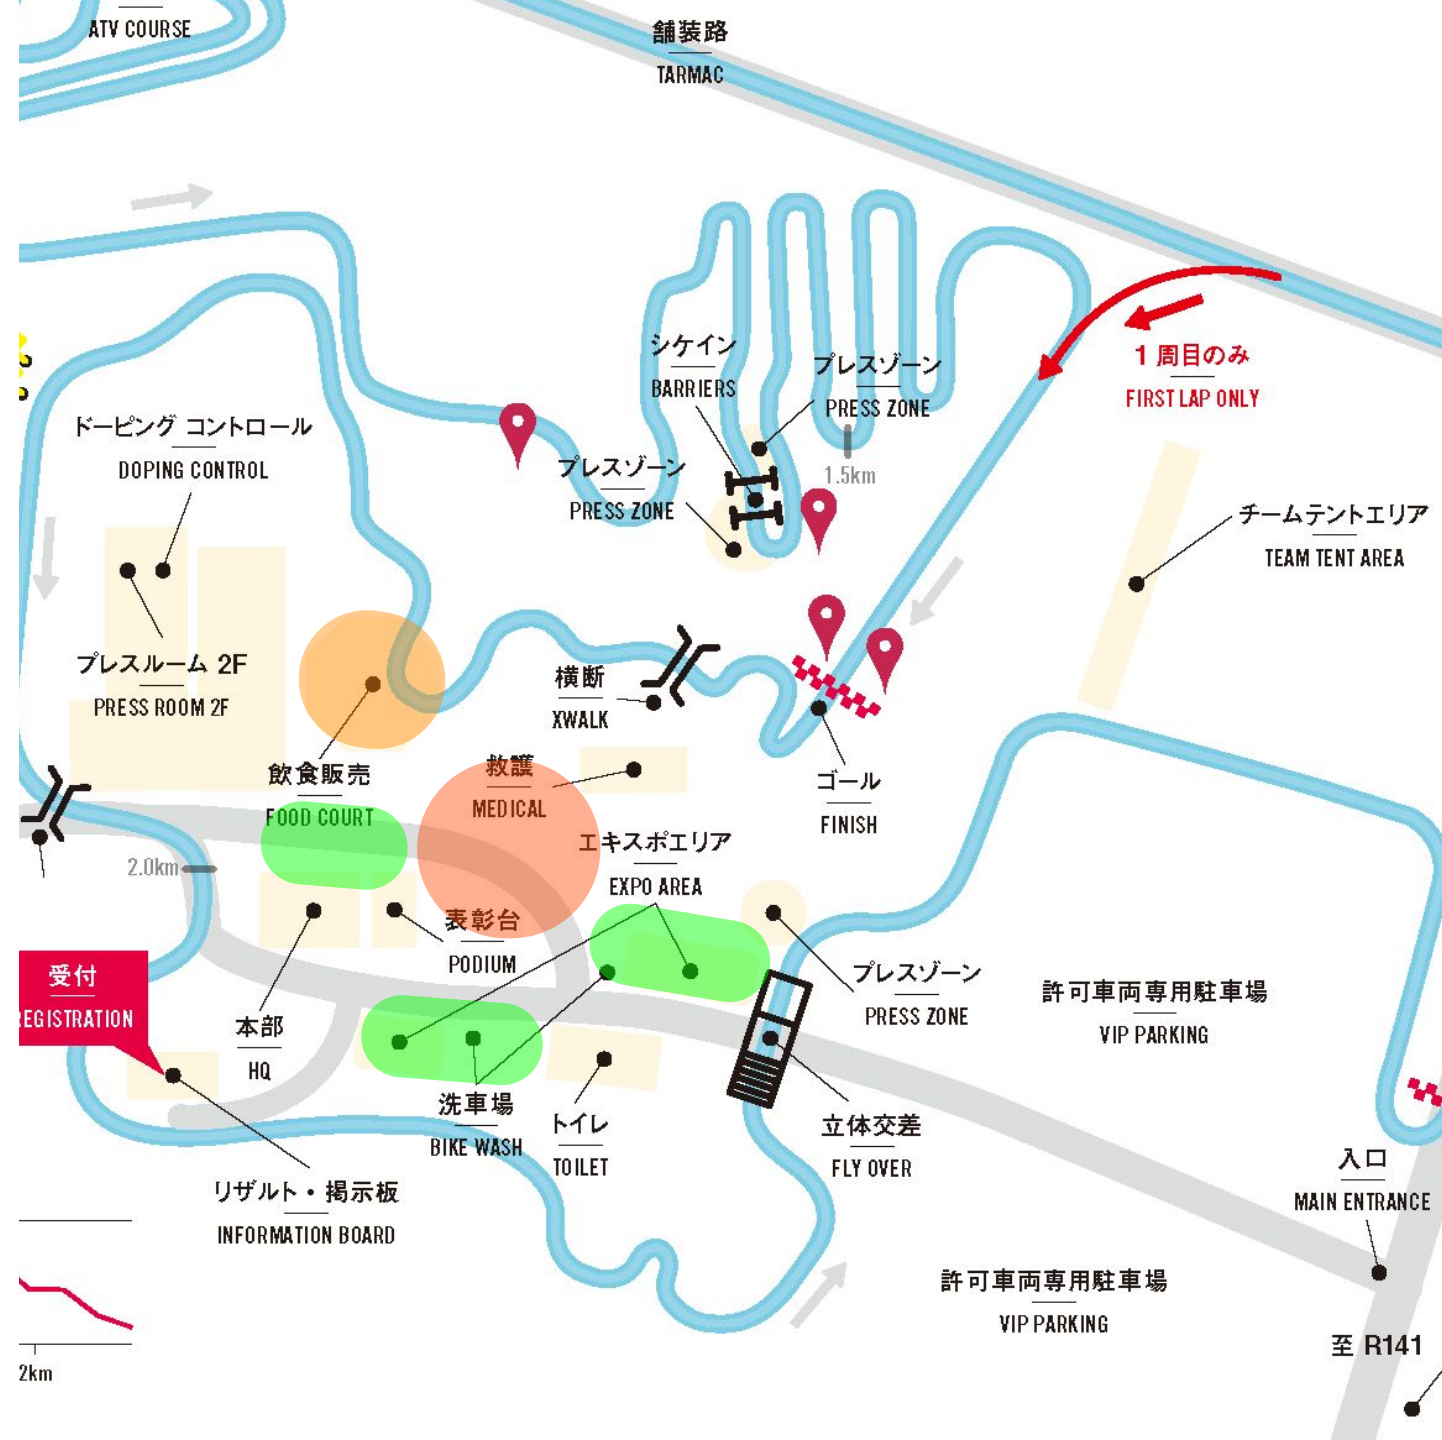 ATV COURSE
舗装路
TARMAC
1 周目のみ
FIRST LAP ONLY
シケイン
BARRIERS
プレスゾーン
PRESS ZONE
1.5km
プレスゾーン
PRESS ZONE
ドーピング コントロール
DOPING CONTROL
チームテントエリア
TEAM TENT AREA
プレスルーム 2F
PRESS ROOM 2F
横断
XWALK
飲食販売
FOOD COURT
救護
MEDICAL
ゴール
FINISH
エキスポエリア
EXPO AREA
2.0km
表彰台
PODIUM
プレスゾーン
PRESS ZONE
許可車両専用駐車場
VIP PARKING
受付
REGISTRATION
本部
HQ
洗車場
BIKE WASH
トイレ
TOILET
立体交差
FLY OVER
入口
MAIN ENTRANCE
リザルト・掲示板
INFORMATION BOARD
許可車両専用駐車場
VIP PARKING
至 R141
2km